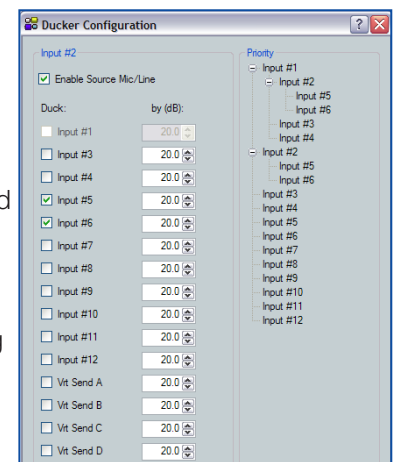 Ducker Configuration
Input #2
Enable Source Mic/Line
Duck: by (dB):
Input #1 20.0
Input #3 20.0
Input #4 20.0
Input #5 20.0
Input #6 20.0
Input #7 20.0
Input #8 20.0
Input #9 20.0
Input #10 20.0
Input #11 20.0
Input #12 20.0
Vrt Send A 20.0
Vrt Send B 20.0
Vrt Send C 20.0
Vrt Send D 20.0
Priority
Input #1
Input #2
Input #5
Input #6
Input #3
Input #4
Input #2
Input #5
Input #6
Input #3
Input #4
Input #5
Input #6
Input #7
Input #8
Input #9
Input #10
Input #11
Input #12